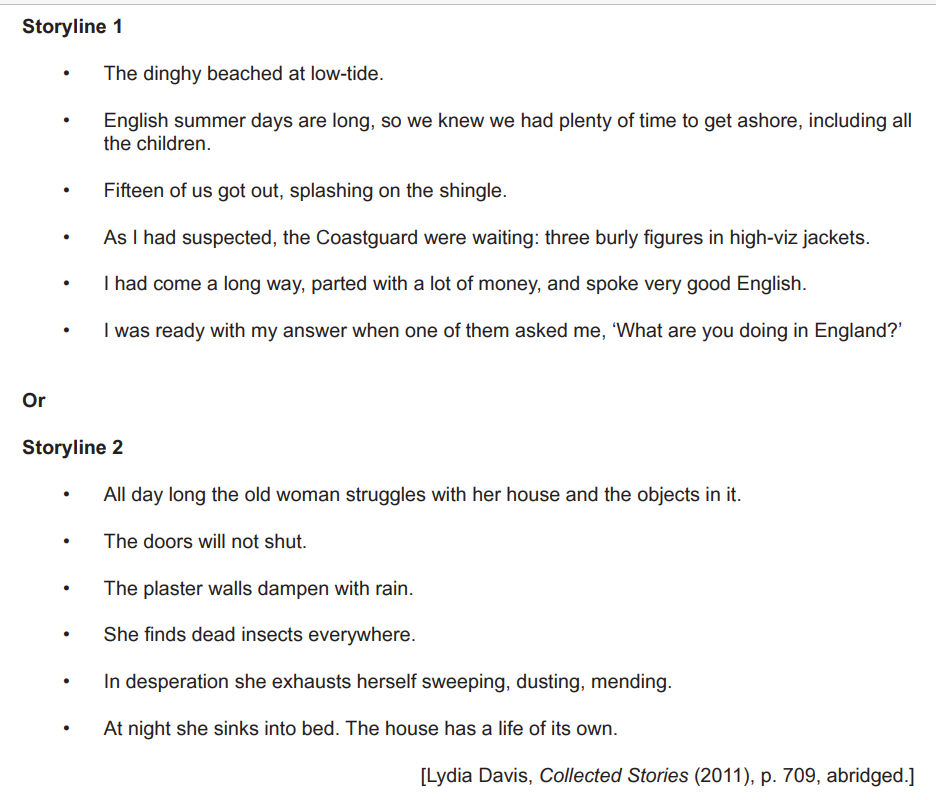 Storyline 1
• The dinghy beached at low-tide.
• English summer days are long, so we knew we had plenty of time to get ashore, including all
the children.
• Fifteen of us got out, splashing on the shingle.
• As I had suspected, the Coastguard were waiting: three burly figures in high-viz jackets.
• I had come a long way, parted with a lot of money, and spoke very good English.
• I was ready with my answer when one of them asked me, ‘What are you doing in England?’
Or
Storyline 2
• All day long the old woman struggles with her house and the objects in it.
• The doors will not shut.
• The plaster walls dampen with rain.
• She finds dead insects everywhere.
• In desperation she exhausts herself sweeping, dusting, mending.
• At night she sinks into bed. The house has a life of its own.
[Lydia Davis, Collected Stories (2011), p. 709, abridged.]